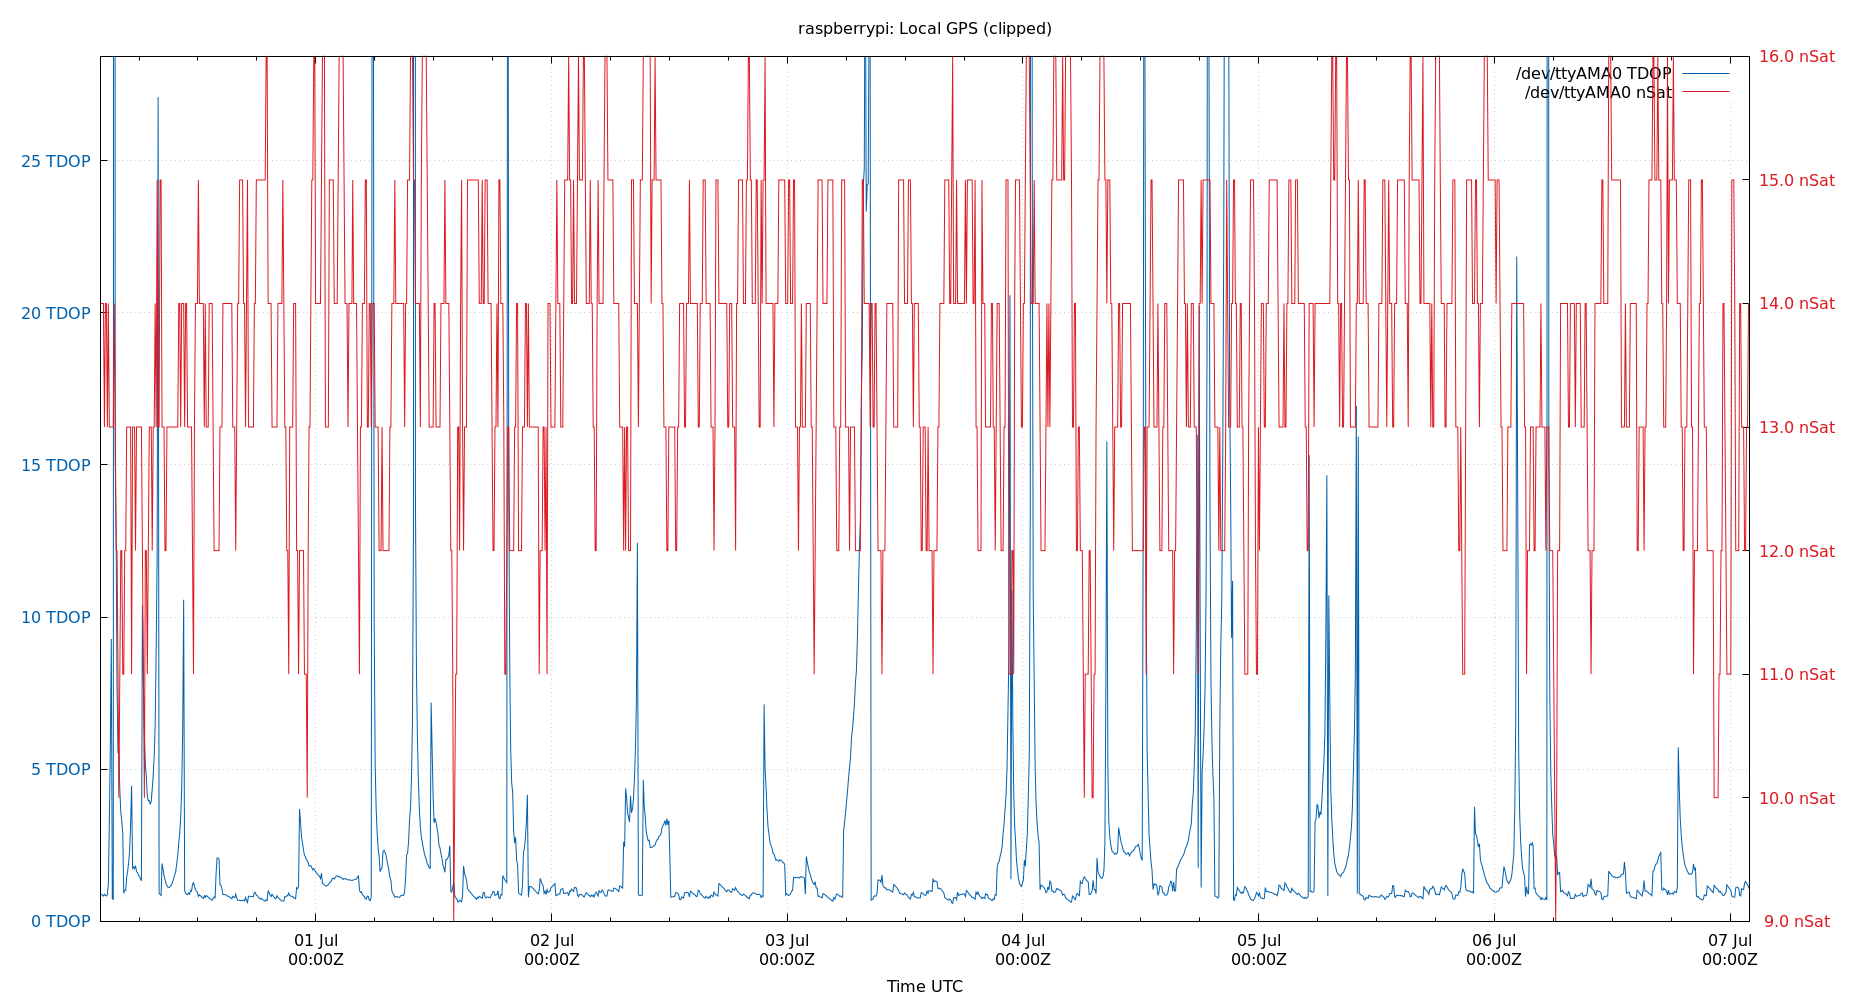 raspberrypi: Local GPS (clipped)
/dev/ttyAMA0 TDOP
/dev/ttyAMA0 nSat
25 TDOP
20 TDOP
15 TDOP
10 TDOP
5 TDOP
0 TDOP
16.0 nSat
15.0 nSat
14.0 nSat
13.0 nSat
12.0 nSat
11.0 nSat
10.0 nSat
9.0 nSat
01 Jul
00:00Z
02 Jul
00:00Z
03 Jul
00:00Z
04 Jul
00:00Z
05 Jul
00:00Z
06 Jul
00:00Z
07 Jul
00:00Z
Time UTC